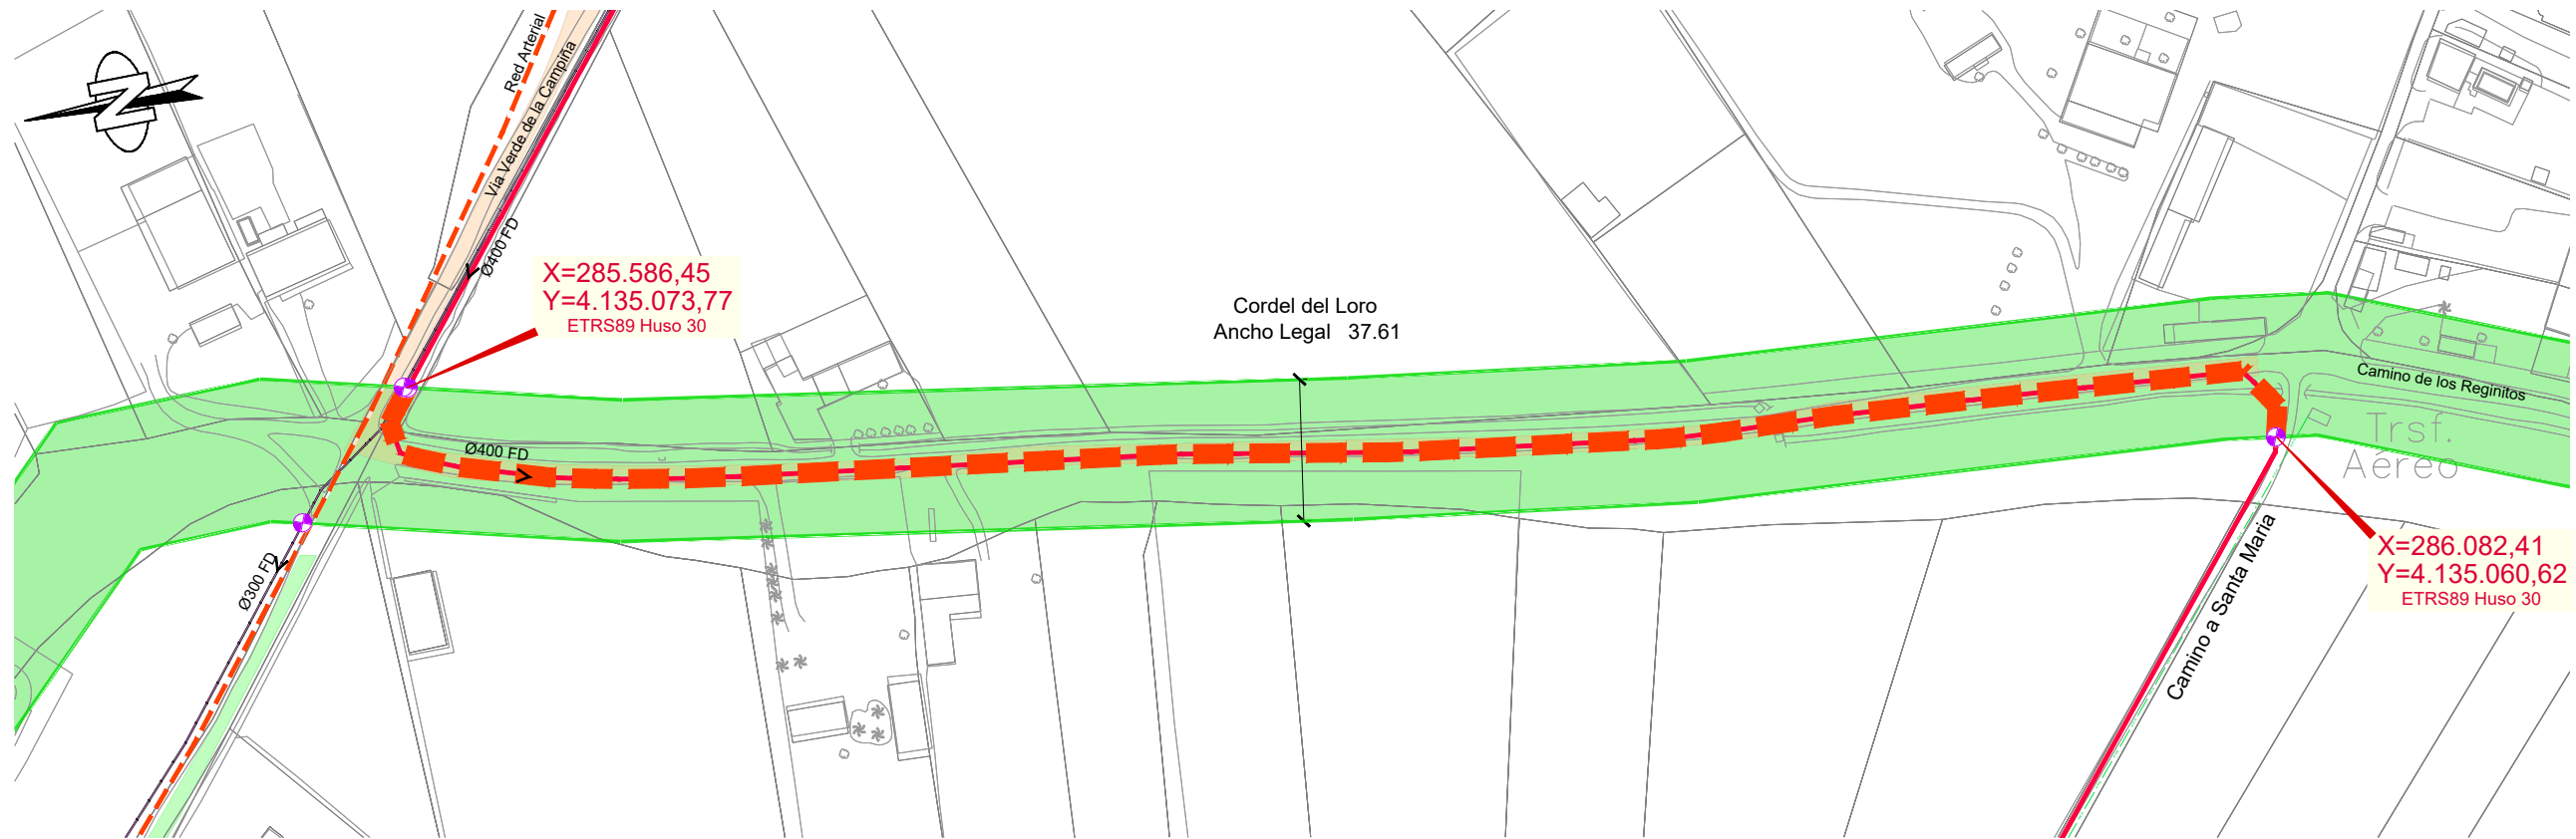 Red Arterial
Via Verde de la Campiña
N
Ø400 FD
X=285.586,45
Y=4.135.073,77
ETRS89 Huso 30
Cordel del Loro
Ancho Legal   37.61
Camino de los Reginitos
Trsf.
Aéreo
Ø400 FD
Ø300 FD
X=286.082,41
Y=4.135.060,62
ETRS89 Huso 30
Camino a Santa Maria